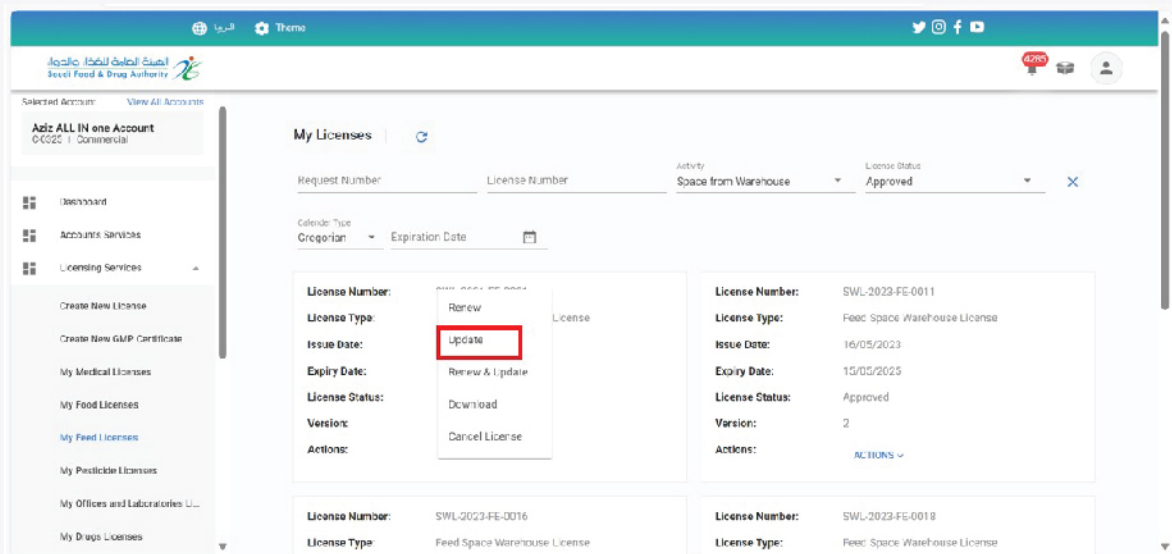 العربية Theme
الهيئة العامة للغذاء والدواء
Saudi Food & Drug Authority
4285
Selected Account View All Accounts
Aziz ALL IN one Account
C-0325 | Commercial
Dashboard
Accounts Services
Licensing Services
Create New License
Create New GMP Certificate
My Medical Licenses
My Food Licenses
My Feed Licenses
My Pesticide Licenses
My Offices and Laboratories Li...
My Drugs Licenses
My Licenses
Request Number
License Number
Activity
Space from Warehouse
License Status
Approved
Calender Type
Gregorian
Expiration Date
License Number:
License Type: License
Issue Date:
Expiry Date:
License Status:
Version:
Actions:
Renew
Update
Renew & Update
Download
Cancel License
License Number: SWL-2023-FE-0011
License Type: Feed Space Warehouse License
Issue Date: 16/05/2023
Expiry Date: 15/05/2025
License Status: Approved
Version: 2
Actions: ACTIONS
License Number: SWL-2023-FE-0016
License Type: Feed Space Warehouse License
License Number: SWL-2023-FE-0018
License Type: Feed Space Warehouse License